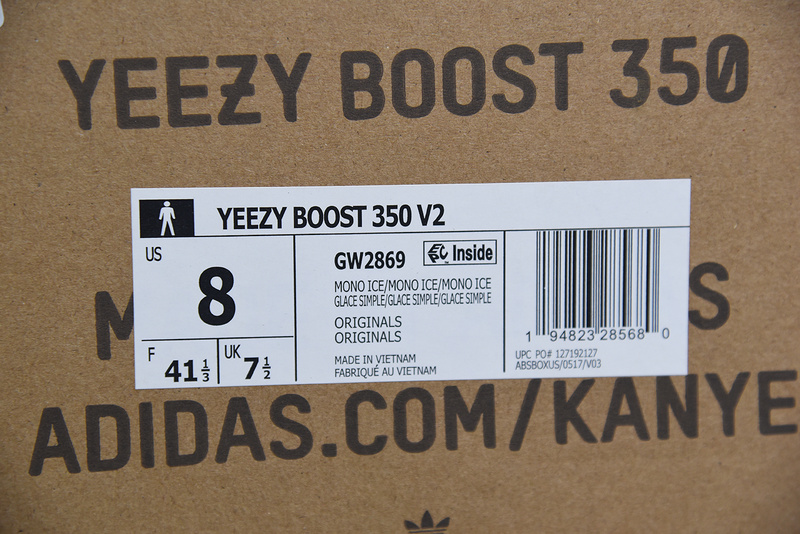 YEEZY BOOST 350
YEEZY BOOST 350 V2
US
8
F 41 1/3
UK 7 1/2
GW2869
Inside
MONO ICE/MONO ICE/MONO ICE
GLACE SIMPLE/GLACE SIMPLE/GLACE SIMPLE
ORIGINALS
ORIGINALS
MADE IN VIETNAM
FABRIQUÉ AU VIETNAM
1 94823 28568 0
UPC PO# 127192127
ABSBOXUS/0517/V03
M
S
ADIDAS.COM/KANYE